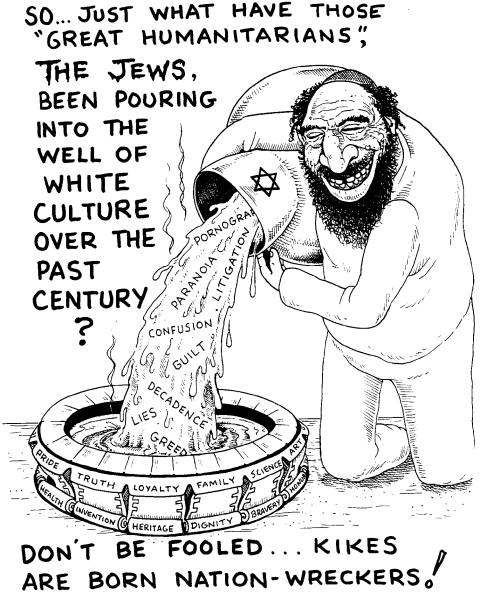 SO... JUST WHAT HAVE THOSE
"GREAT HUMANITARIANS",
THE JEWS,
BEEN POURING
INTO THE
WELL OF
WHITE
CULTURE
OVER THE
PAST
CENTURY
?
PORNOGRAP
PARANOIA
LITIGATION
CONFUSION
GUILT
DECADENCE
LIES
GREED
PRIDE TRUTH LOYALTY FAMILY SCIENCE ART
HEALTH INVENTION HERITAGE DIGNITY BRAVERY HONOR
DON'T BE FOOLED... KIKES
ARE BORN NATION-WRECKERS!